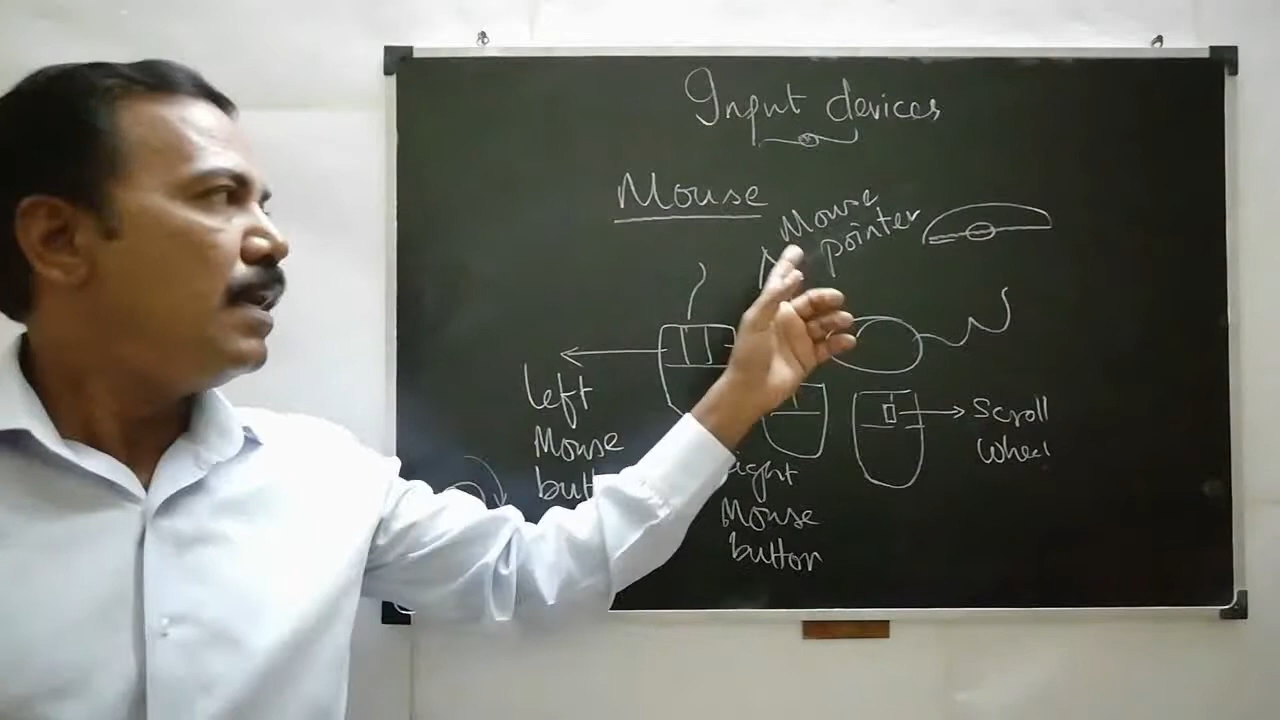 Input devices
Mouse
Mouse
pointer
left
Mouse
Scroll
wheel
Mouse
button